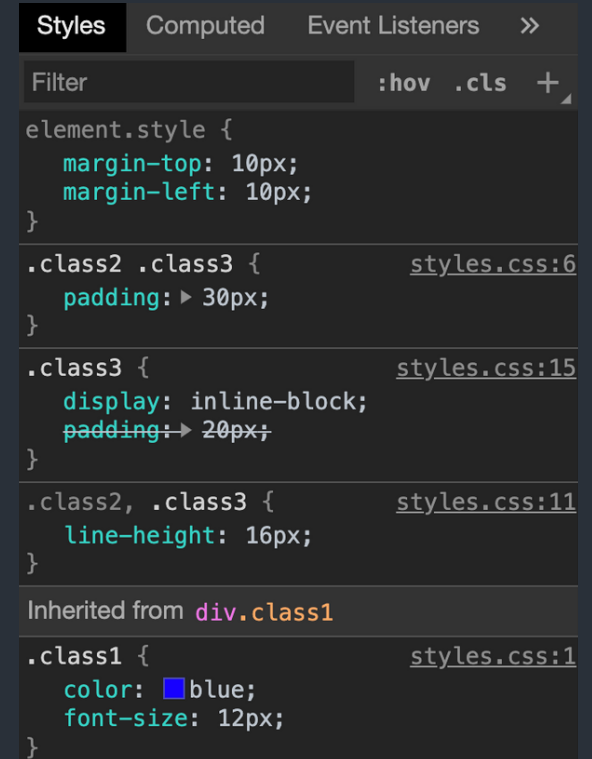 Styles Computed Event Listeners »
Filter :hov .cls +
element.style {
margin-top: 10px;
margin-left: 10px;
}
.class2 .class3 { styles.css:6
padding: ▶ 30px;
}
.class3 { styles.css:15
display: inline-block;
padding: ▶ 20px;
}
.class2, .class3 { styles.css:11
line-height: 16px;
}
Inherited from div.class1
.class1 { styles.css:1
color: blue;
font-size: 12px;
}